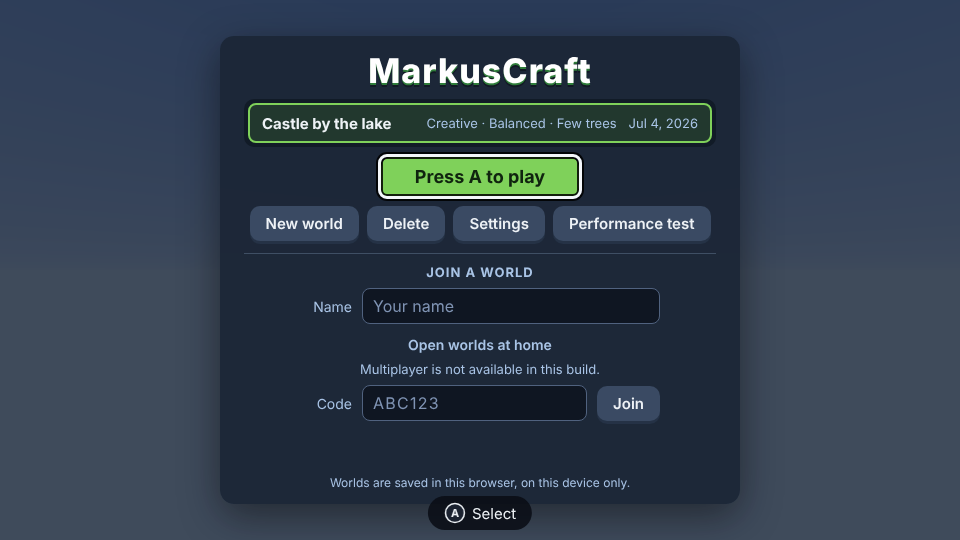 MarkusCraft
Castle by the lake Creative · Balanced · Few trees Jul 4, 2026
Press A to play
New world Delete Settings Performance test
JOIN A WORLD
Name Your name
Open worlds at home
Multiplayer is not available in this build.
Code ABC123 Join
Worlds are saved in this browser, on this device only.
A Select